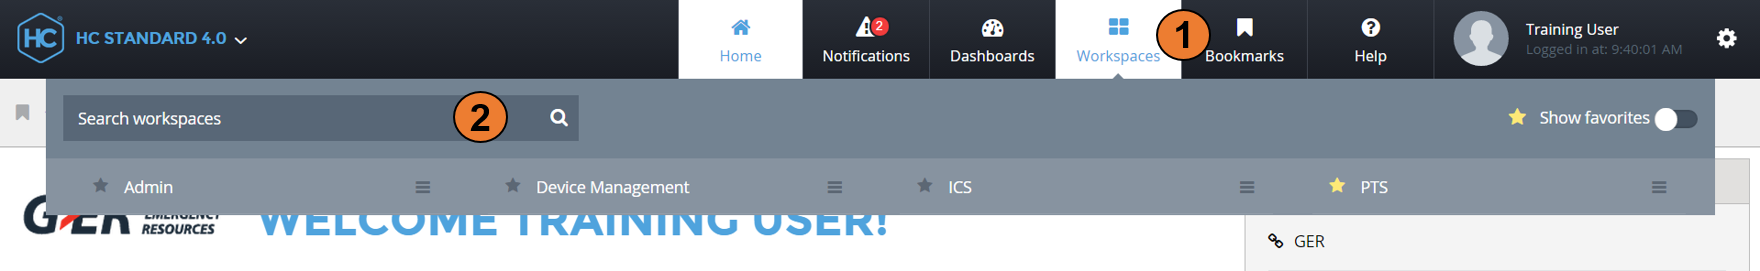 HC
HC STANDARD 4.0
Home
2
Notifications
Dashboards
Workspaces
1
Bookmarks
Help
Training User
Logged in at: 9:40:01 AM
Search workspaces
2
Show favorites
Admin
Device Management
ICS
PTS
GER
EMERGENCY
RESOURCES
WELCOME TRAINING USER!
GER